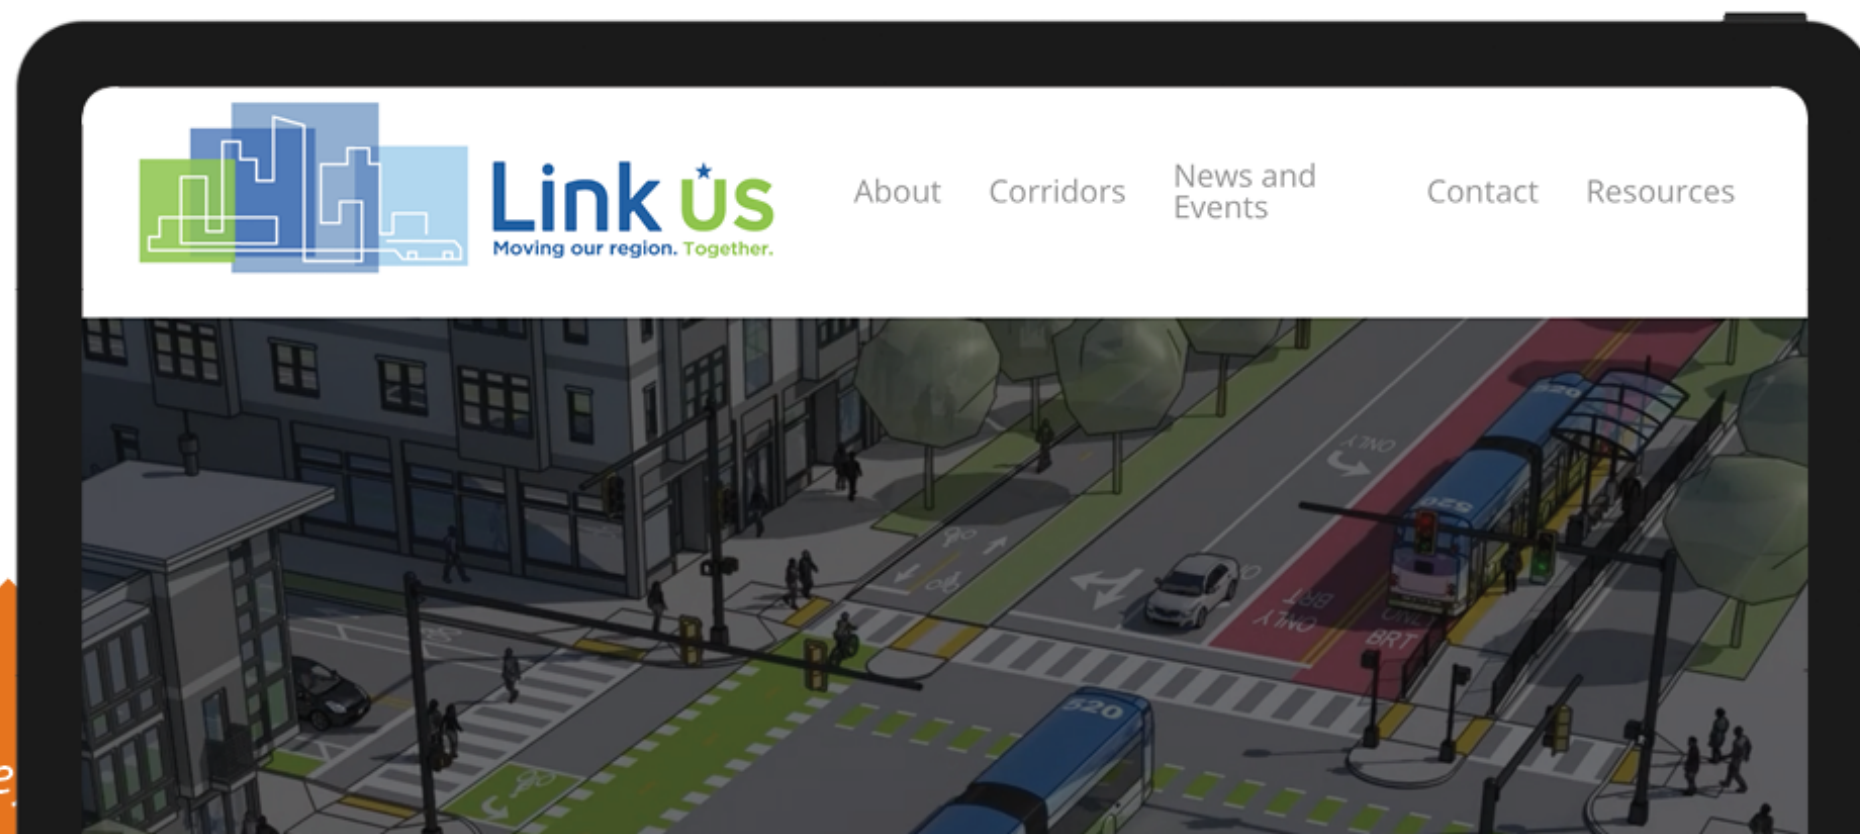 Link US
Moving our region. Together.
About
Corridors
News and
Events
Contact
Resources
520
ONLY
520
BRT
ONLY
ONLY
BRT
520